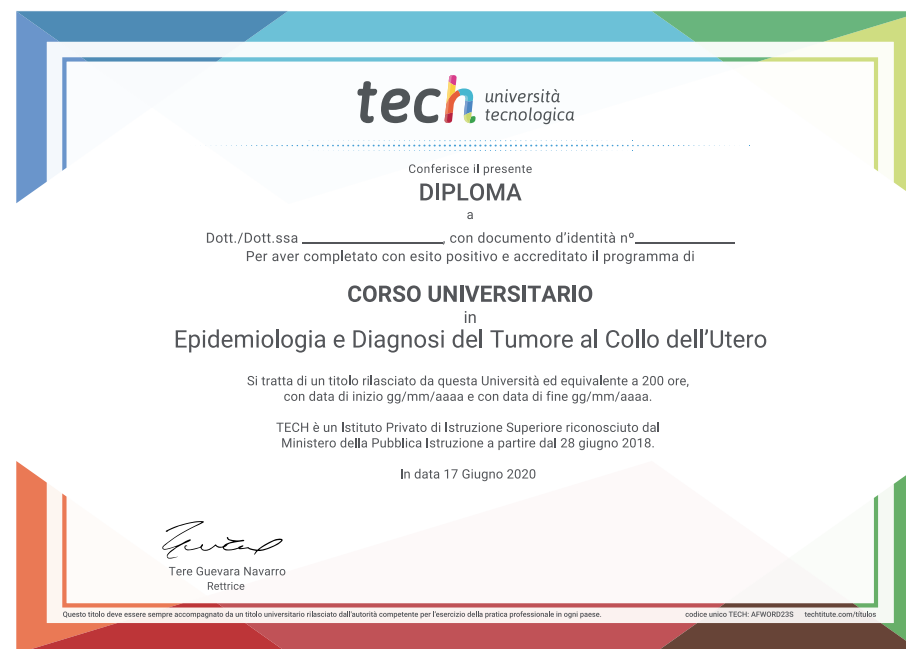 tech università
tecnologica
Conferisce il presente
DIPLOMA
a
Dott./Dott.ssa ____________________, con documento d'identità nº______________
Per aver completato con esito positivo e accreditato il programma di
CORSO UNIVERSITARIO
in
Epidemiologia e Diagnosi del Tumore al Collo dell'Utero
Si tratta di un titolo rilasciato da questa Università ed equivalente a 200 ore,
con data di inizio gg/mm/aaaa e con data di fine gg/mm/aaaa.
TECH è un Istituto Privato di Istruzione Superiore riconosciuto dal
Ministero della Pubblica Istruzione a partire dal 28 giugno 2018.
In data 17 Giugno 2020
Tere Guevara Navarro
Rettrice
Questo titolo deve essere sempre accompagnato da un titolo universitario rilasciato dall'autorità competente per l'esercizio della pratica professionale in ogni paese. codice unico TECH: AFWORD23S techtitute.com/titulos